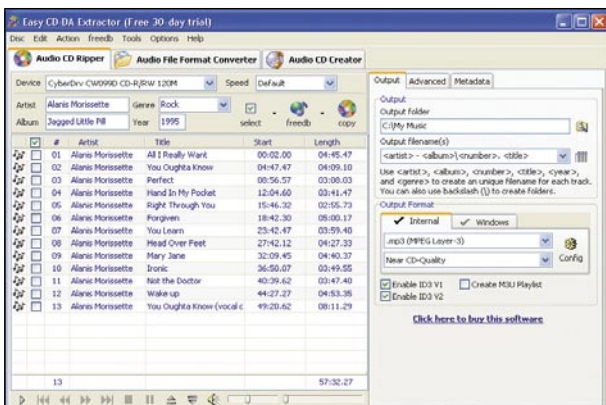 Easy CD-DA Extractor (Free 30-day trial)
Disc Edit Action freedb Tools Options Help
Audio CD Ripper Audio File Format Converter Audio CD Creator
Device CyberDrv CW099D CD-R/RW 120M Speed Default
Artist Alanis Morissette Genre Rock
Album Jagged Little Pill Year 1995 select freedb copy
# Artist Title Start Length
01 Alanis Morissette All I Really Want 00:02.00 04:45.47
02 Alanis Morissette You Oughta Know 04:47.47 04:09.10
03 Alanis Morissette Perfect 08:56.57 03:08.03
04 Alanis Morissette Hand In My Pocket 12:04.60 03:41.47
05 Alanis Morissette Right Through You 15:46.32 02:55.73
06 Alanis Morissette Forgiven 18:42.30 05:00.17
07 Alanis Morissette You Learn 23:42.47 03:59.40
08 Alanis Morissette Head Over Feet 27:42.12 04:27.33
09 Alanis Morissette Mary Jane 32:09.45 04:40.37
10 Alanis Morissette Ironic 36:50.07 03:49.55
11 Alanis Morissette Not the Doctor 40:39.62 03:47.40
12 Alanis Morissette Wake up 44:27.27 04:53.35
13 Alanis Morissette You Oughta Know (vocal c 49:20.62 08:11.29
13 57:32.27
Output Advanced Metadata
Output
Output folder
C:\My Music
Output filename(s)
<artist> - <album>\<number>. <title>
Use <artist>, <album>, <number>, <title>, <year>,
and <genre> to create an unique filename for each track.
You can also use backslash (\) to create folders.
Output Format
Internal Windows
.mp3 (MPEG Layer-3)
Near CD-Quality
Config
Enable ID3 V1 Create M3U Playlist
Enable ID3 V2
Click here to buy this software